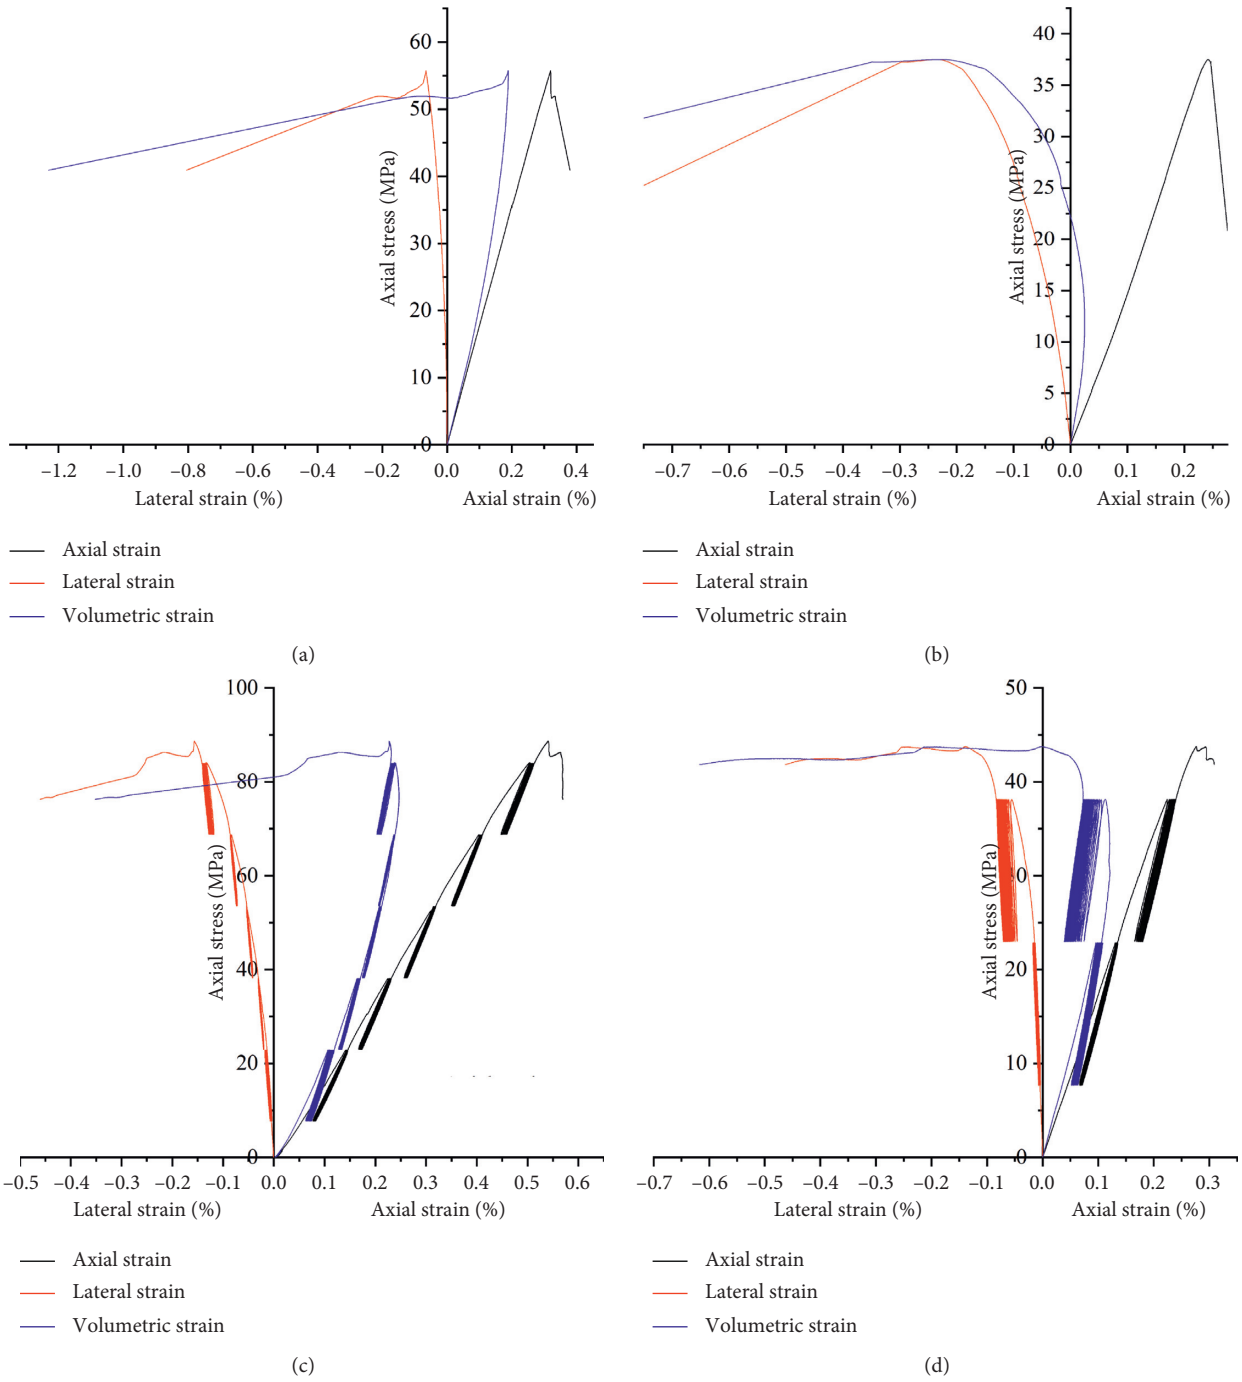 60
50
40
30
20
10
0
Axial stress (MPa)
−1.2 −1.0 −0.8 −0.6 −0.4 −0.2 0.0 0.2 0.4
Lateral strain (%) Axial strain (%)
Axial strain
Lateral strain
Volumetric strain
(a)
40
35
30
25
20
15
10
5
0
Axial stress (MPa)
−0.7 −0.6 −0.5 −0.4 −0.3 −0.2 −0.1 0.0 0.1 0.2
Lateral strain (%) Axial strain (%)
Axial strain
Lateral strain
Volumetric strain
(b)
100
80
60
40
20
0
Axial stress (MPa)
−0.5 −0.4 −0.3 −0.2 −0.1 0.0 0.1 0.2 0.3 0.4 0.5 0.6
Lateral strain (%) Axial strain (%)
Axial strain
Lateral strain
Volumetric strain
(c)
50
40
30
20
10
0
Axial stress (MPa)
−0.7 −0.6 −0.5 −0.4 −0.3 −0.2 −0.1 0.0 0.1 0.2 0.3
Lateral strain (%) Axial strain (%)
Axial strain
Lateral strain
Volumetric strain
(d)